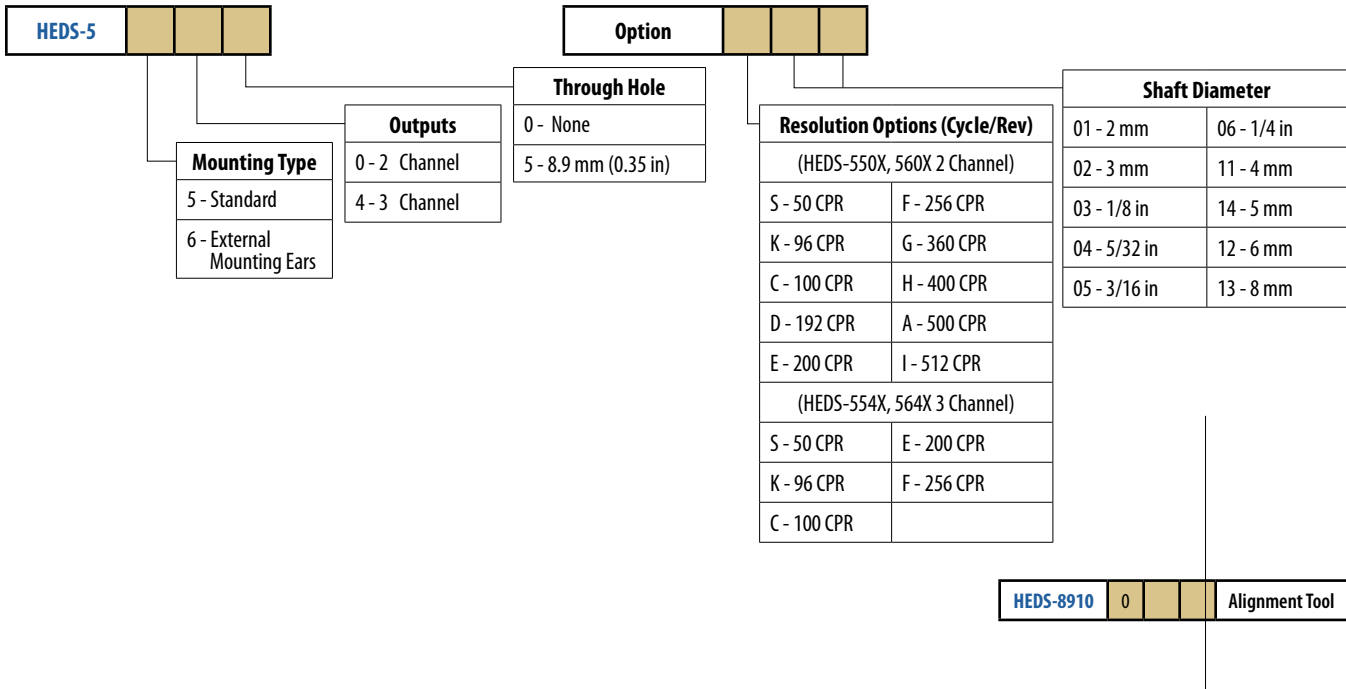 HEDS-5
Option
Through Hole
0 - None
5 - 8.9 mm (0.35 in)
Outputs
0 - 2 Channel
4 - 3 Channel
Mounting Type
5 - Standard
6 - External
Mounting Ears
Resolution Options (Cycle/Rev)
(HEDS-550X, 560X 2 Channel)
S - 50 CPR F - 256 CPR
K - 96 CPR G - 360 CPR
C - 100 CPR H - 400 CPR
D - 192 CPR A - 500 CPR
E - 200 CPR I - 512 CPR
(HEDS-554X, 564X 3 Channel)
S - 50 CPR E - 200 CPR
K - 96 CPR F - 256 CPR
C - 100 CPR
Shaft Diameter
01 - 2 mm 06 - 1/4 in
02 - 3 mm 11 - 4 mm
03 - 1/8 in 14 - 5 mm
04 - 5/32 in 12 - 6 mm
05 - 3/16 in 13 - 8 mm
HEDS-8910 0 Alignment Tool